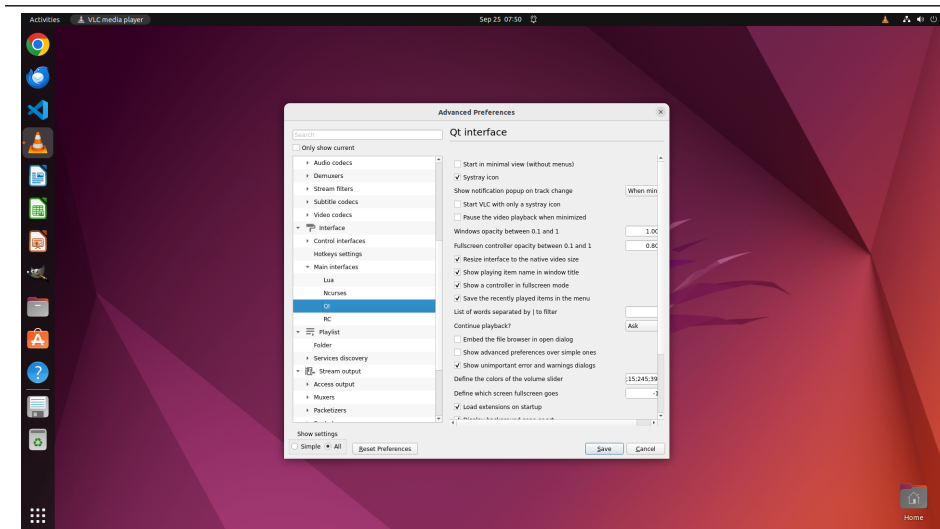 Activities
VLC media player
Sep 25 07:50
Advanced Preferences
Search
Only show current
Audio codecs
Demuxers
Stream filters
Subtitle codecs
Video codecs
Interface
Control interfaces
Hotkeys settings
Main interfaces
Lua
Ncurses
Qt
RC
Playlist
Folder
Services discovery
Stream output
Access output
Muxers
Packetizers
Show settings
Simple
All
Reset Preferences
Qt interface
Start in minimal view (without menus)
Systray icon
Show notification popup on track change
When min
Start VLC with only a systray icon
Pause the video playback when minimized
Windows opacity between 0.1 and 1
1.00
Fullscreen controller opacity between 0.1 and 1
0.80
Resize interface to the native video size
Show playing item name in window title
Show a controller in fullscreen mode
Save the recently played items in the menu
List of words separated by | to filter
Continue playback?
Ask
Embed the file browser in open dialog
Show advanced preferences over simple ones
Show unimportant error and warnings dialogs
Define the colors of the volume slider
;15;245;39
Define which screen fullscreen goes
-1
Load extensions on startup
Save
Cancel
Home